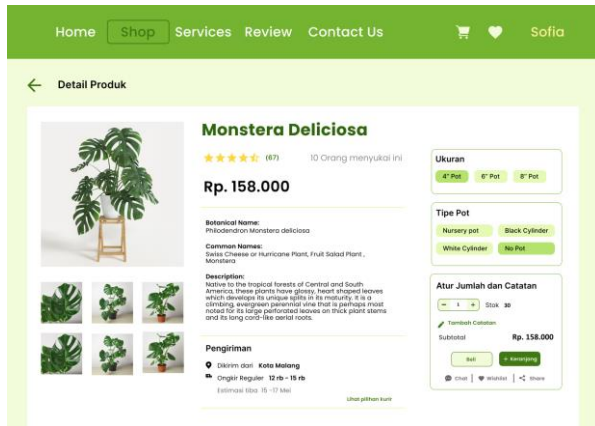 Home Shop Services Review Contact Us Sofia
Detail Produk
Monstera Deliciosa
(67) 10 Orang menyukai ini
Rp. 158.000
Botanical Name:
Philodendron Monstera deliciosa
Common Names:
Swiss Cheese or Hurricane Plant, Fruit Salad Plant ,
Monstera
Description:
Native to the tropical forests of Central and South
America, these plants have glossy, heart shaped leaves
which develope its unique splits in its maturity. It is a
climbing, evergreen perennial vine that is perhaps most
noted for its large perforated leaves on thick plant stems
and its long cord-like aerial roots.
Pengiriman
Dikirim dari Kota Malang
Ongkir Reguler 12 rb - 15 rb
Estimasi tiba 15 -17 Mei
Lihat pilihan kurir
Ukuran
4" Pot 6" Pot 8" Pot
Tipe Pot
Nursery pot Black Cylinder
White Cylinder No Pot
Atur Jumlah dan Catatan
- 1 + Stok 30
Tambah Catatan
Subtotal Rp. 158.000
Beli + Keranjang
Chat | Wishlist | Share